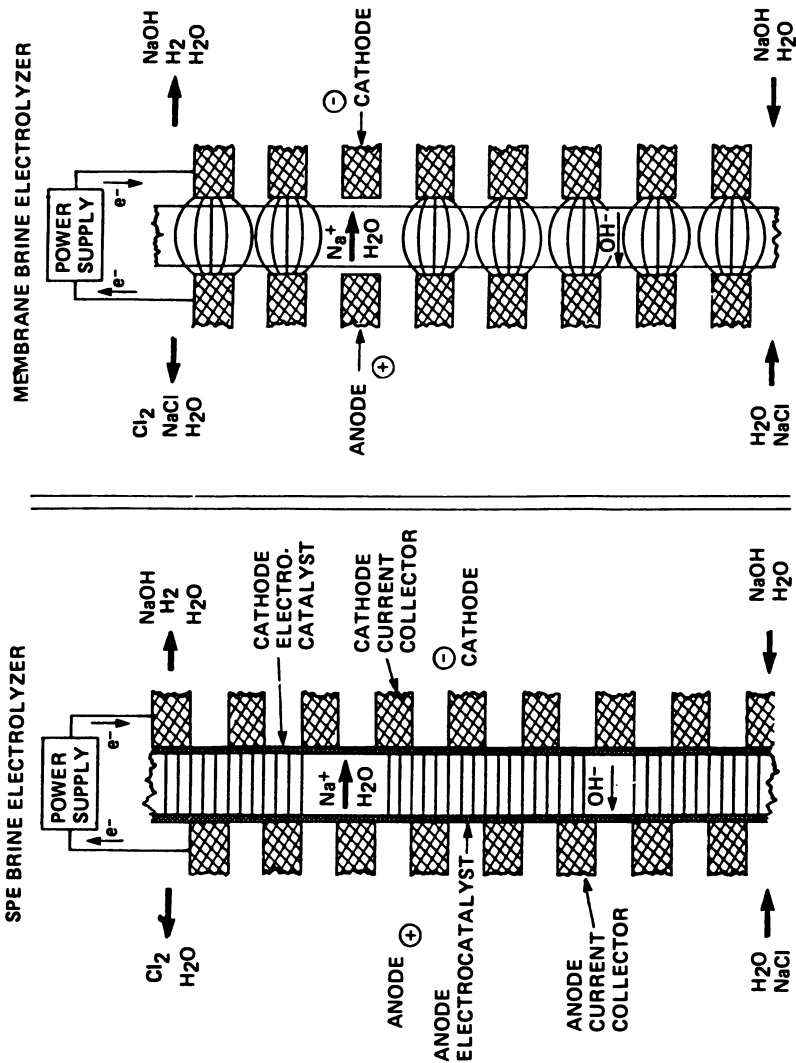 SPE BRINE ELECTROLYZER
POWER
SUPPLY
e-
e-
Cl2
H2O
NaOH
H2
H2O
CATHODE
ELECTRO-
CATALYST
CATHODE
CURRENT
COLLECTOR
−
CATHODE
Na+
H2O
OH-
ANODE +
ANODE
ELECTROCATALYST
ANODE
CURRENT
COLLECTOR
H2O
NaCl
NaOH
H2O
MEMBRANE BRINE ELECTROLYZER
POWER
SUPPLY
e-
e-
Cl2
NaCl
H2O
NaOH
H2
H2O
−
CATHODE
Na+
H2O
ANODE
+
OH-
H2O
NaCl
NaOH
H2O